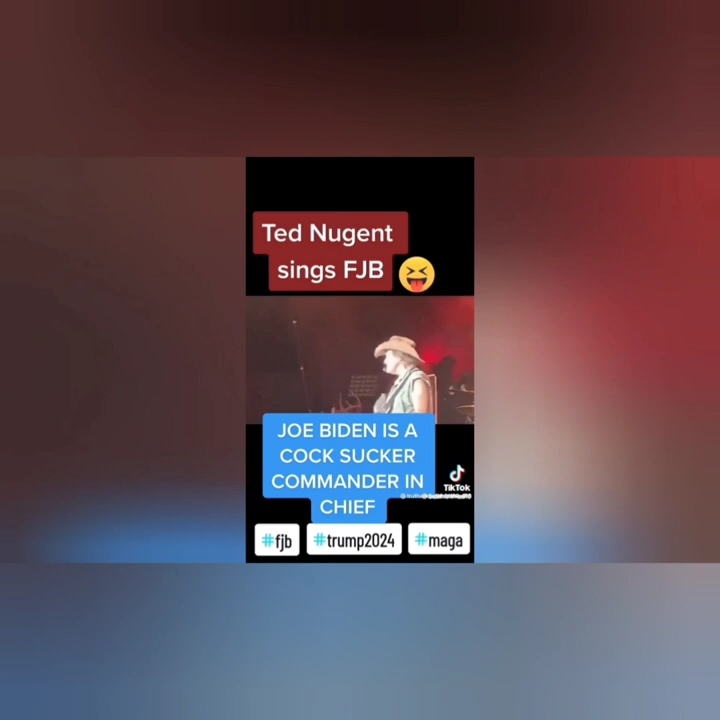 Ted Nugent
sings FJB
JOE BIDEN IS A
COCK SUCKER
COMMANDER IN
CHIEF
TikTok
#fjb
#trump2024
#maga